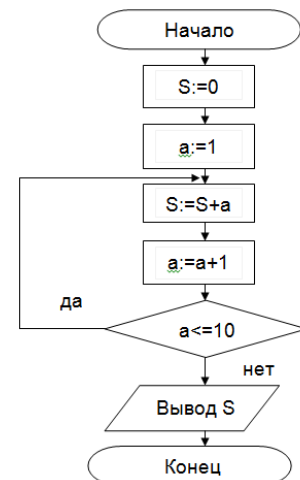 Начало
S:=0
a:=1
S:=S+a
a:=a+1
да
a<=10
нет
Вывод S
Конец